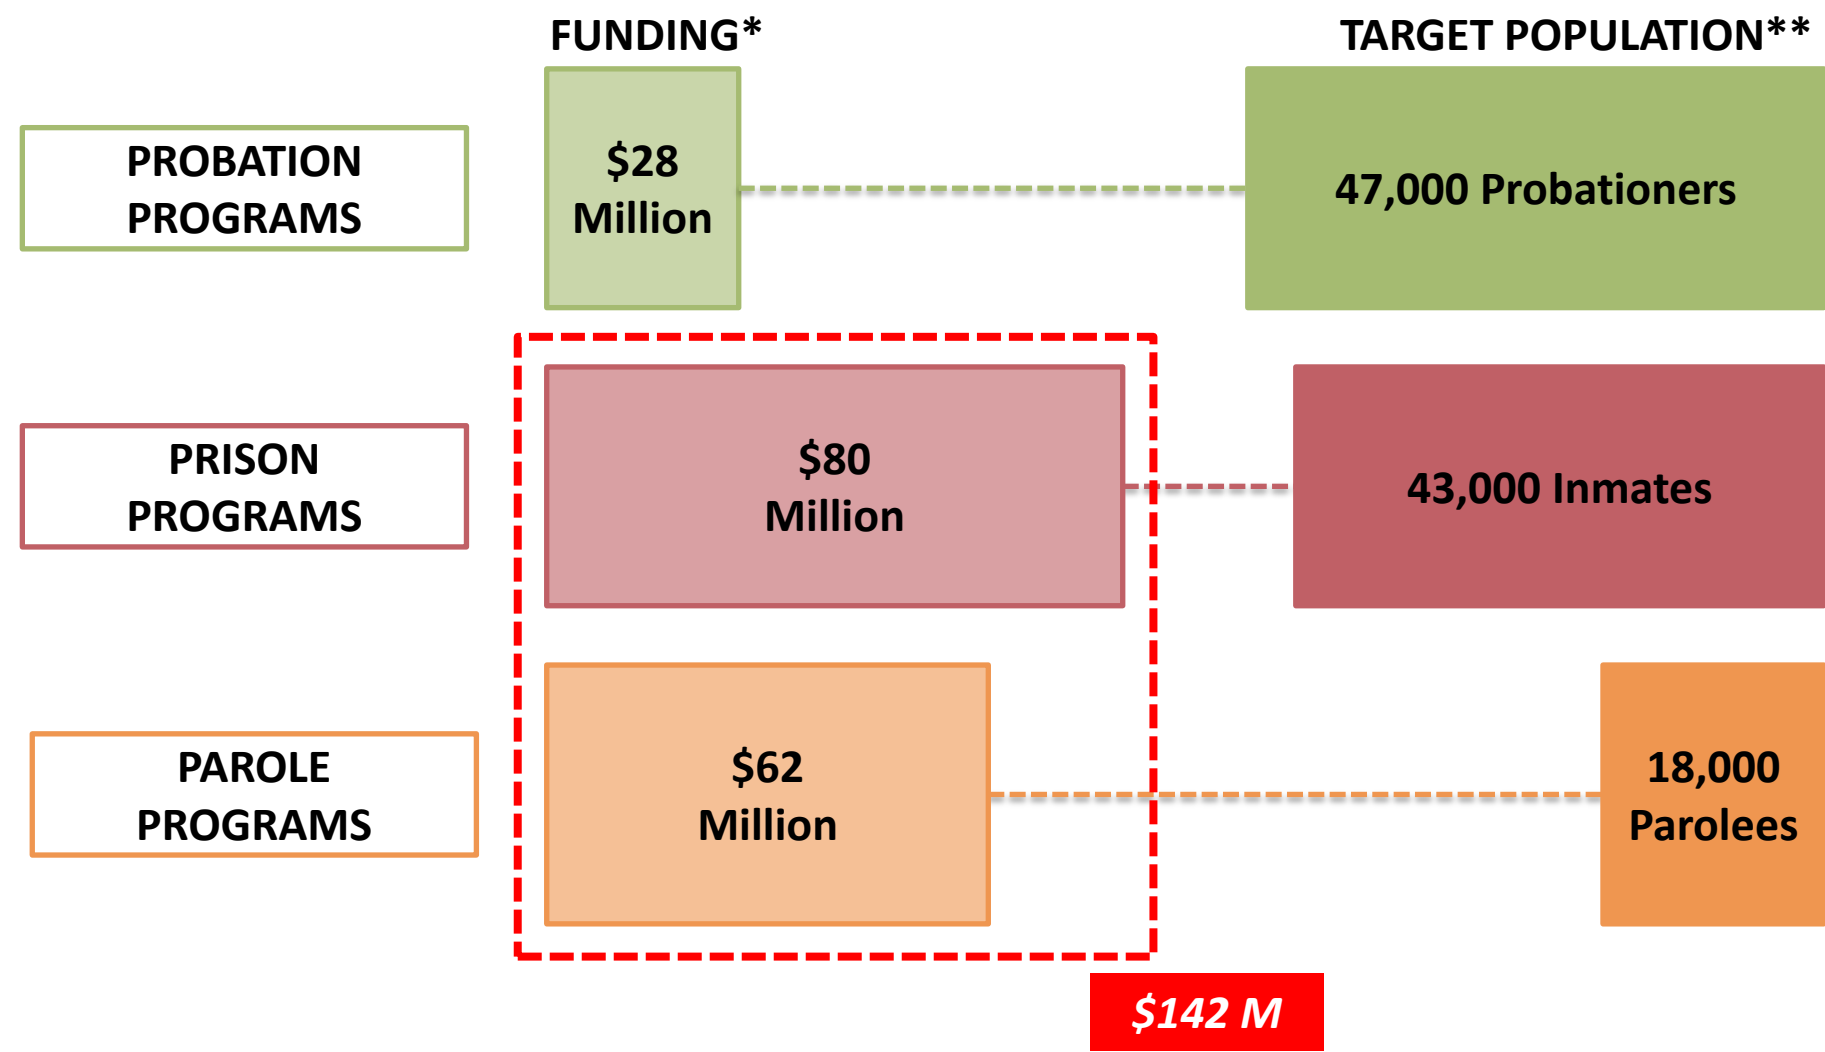 FUNDING*
TARGET POPULATION**
PROBATION
PROGRAMS
$28
Million
47,000 Probationers
PRISON
PROGRAMS
$80
Million
43,000 Inmates
PAROLE
PROGRAMS
$62
Million
18,000
Parolees
$142 M